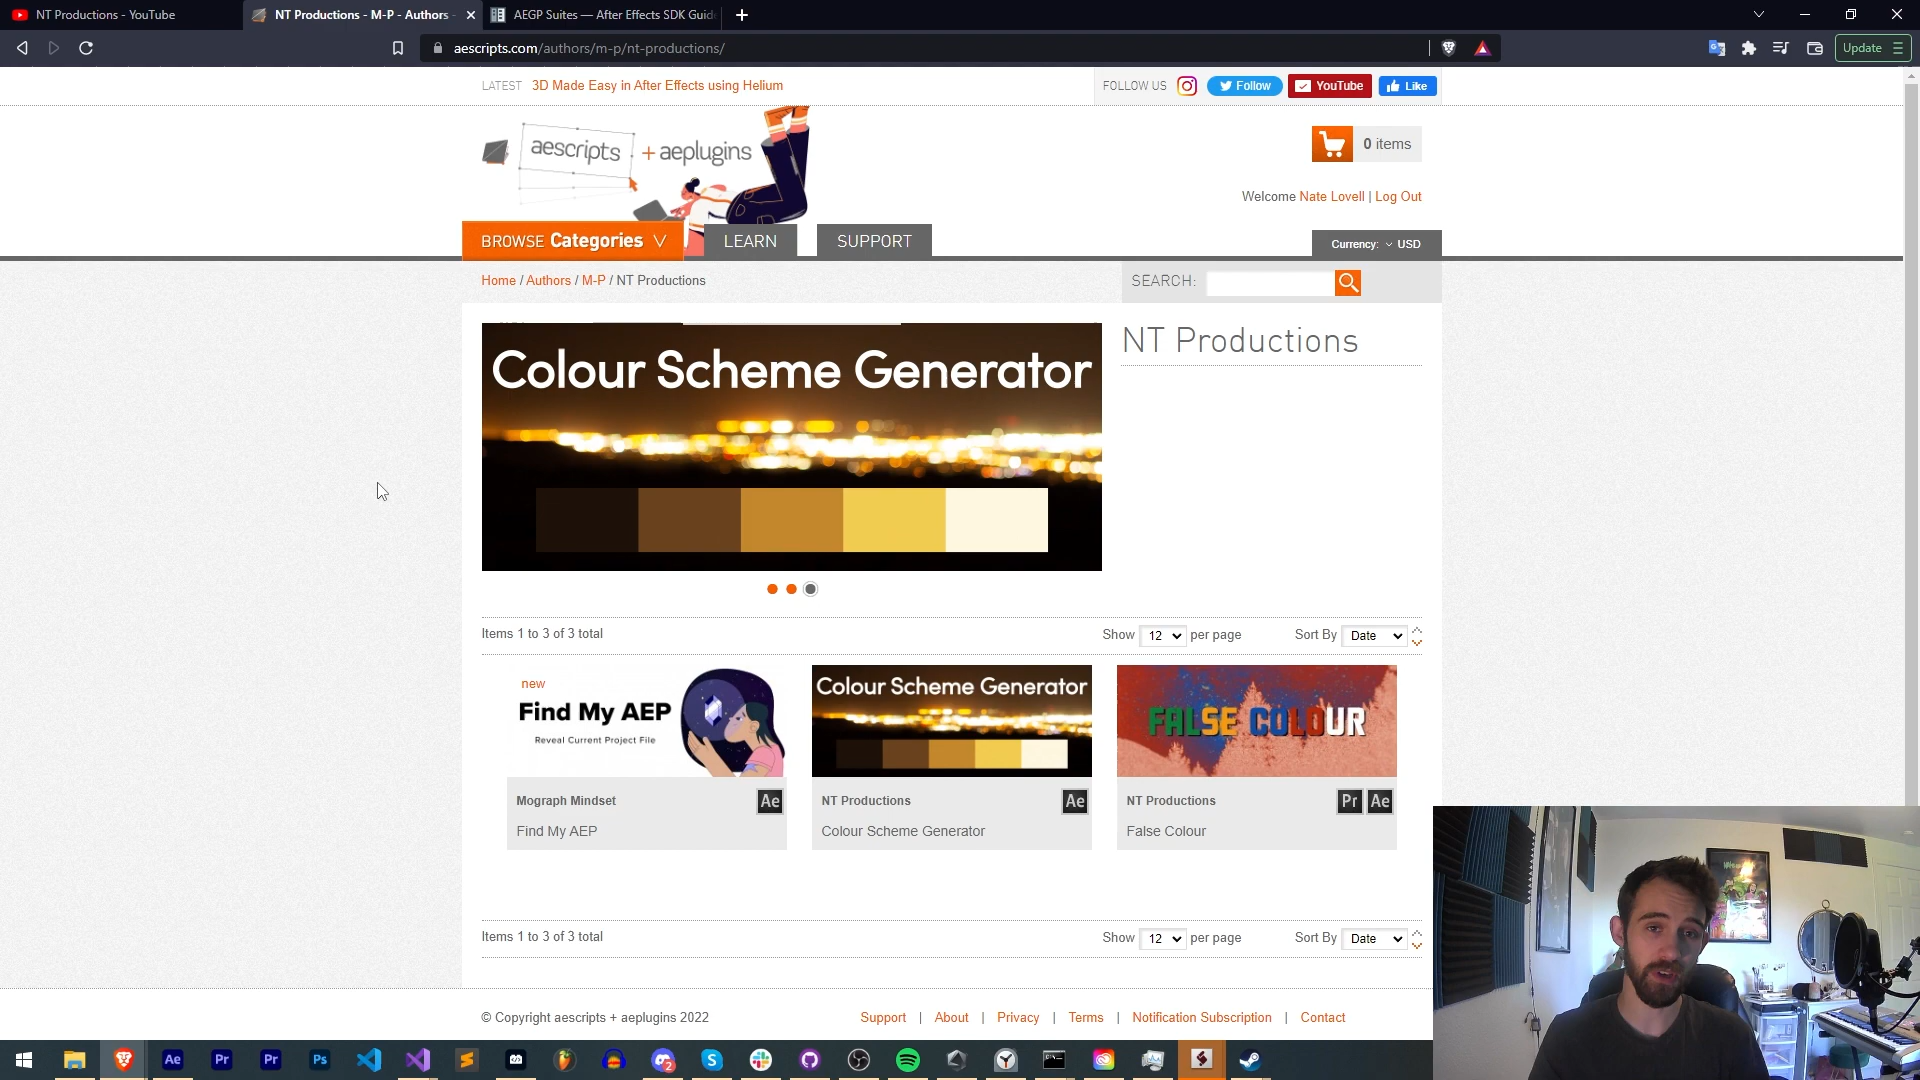 NT Productions - YouTube
NT Productions - M-P - Authors -
AEGP Suites — After Effects SDK Guide
aescripts.com/authors/m-p/nt-productions/
Update
LATEST 3D Made Easy in After Effects using Helium
FOLLOW US Follow YouTube Like
aescripts + aeplugins
0 items
Welcome Nate Lovell | Log Out
BROWSE Categories
LEARN
SUPPORT
Currency: USD
Home / Authors / M-P / NT Productions
SEARCH:
Colour Scheme Generator
NT Productions
Items 1 to 3 of 3 total
Show 12 per page
Sort By Date
new
Find My AEP
Reveal Current Project File
Mograph Mindset
Ae
Find My AEP
Colour Scheme Generator
NT Productions
Ae
Colour Scheme Generator
FALSE COLOUR
NT Productions
Pr Ae
False Colour
Items 1 to 3 of 3 total
Show 12 per page
Sort By Date
© Copyright aescripts + aeplugins 2022
Support | About | Privacy | Terms | Notification Subscription | Contact
Ae
Pr
Pr
Ps
2